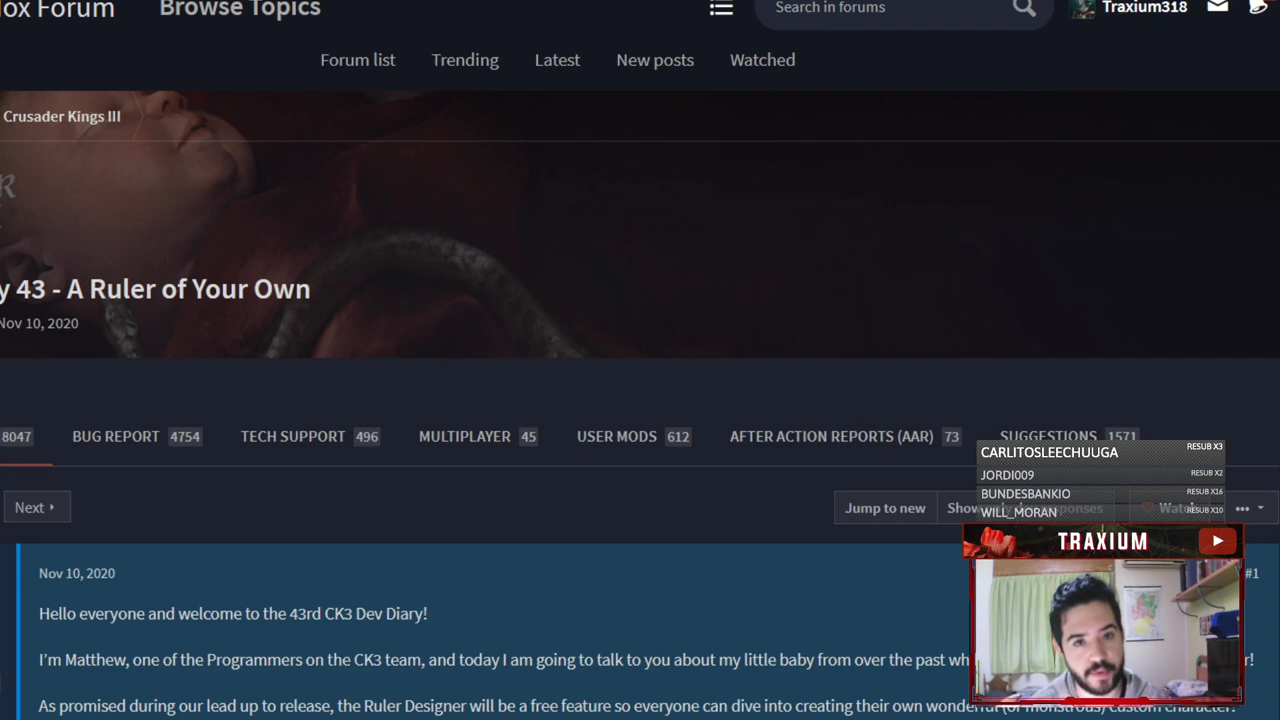 ox Forum
Browse Topics
Search in forums
Traxium318
Forum list
Trending
Latest
New posts
Watched
Crusader Kings III
R
y 43 - A Ruler of Your Own
Nov 10, 2020
8047
BUG REPORT 4754
TECH SUPPORT 496
MULTIPLAYER 45
USER MODS 612
AFTER ACTION REPORTS (AAR) 73
SUGGESTIONS 1571
CARLITOSLEECHUUGA RESUB X3
JORDI009 RESUB X2
BUNDESBANKIO RESUB X16
WILL_MORAN RESUB X10
Next
Jump to new
TRAXIUM
Nov 10, 2020
#1
Hello everyone and welcome to the 43rd CK3 Dev Diary!
I'm Matthew, one of the Programmers on the CK3 team, and today I am going to talk to you about my little baby from over the past wh r!
As promised during our lead up to release, the Ruler Designer will be a free feature so everyone can dive into creating their own wonderful (or monstrous) custom character.